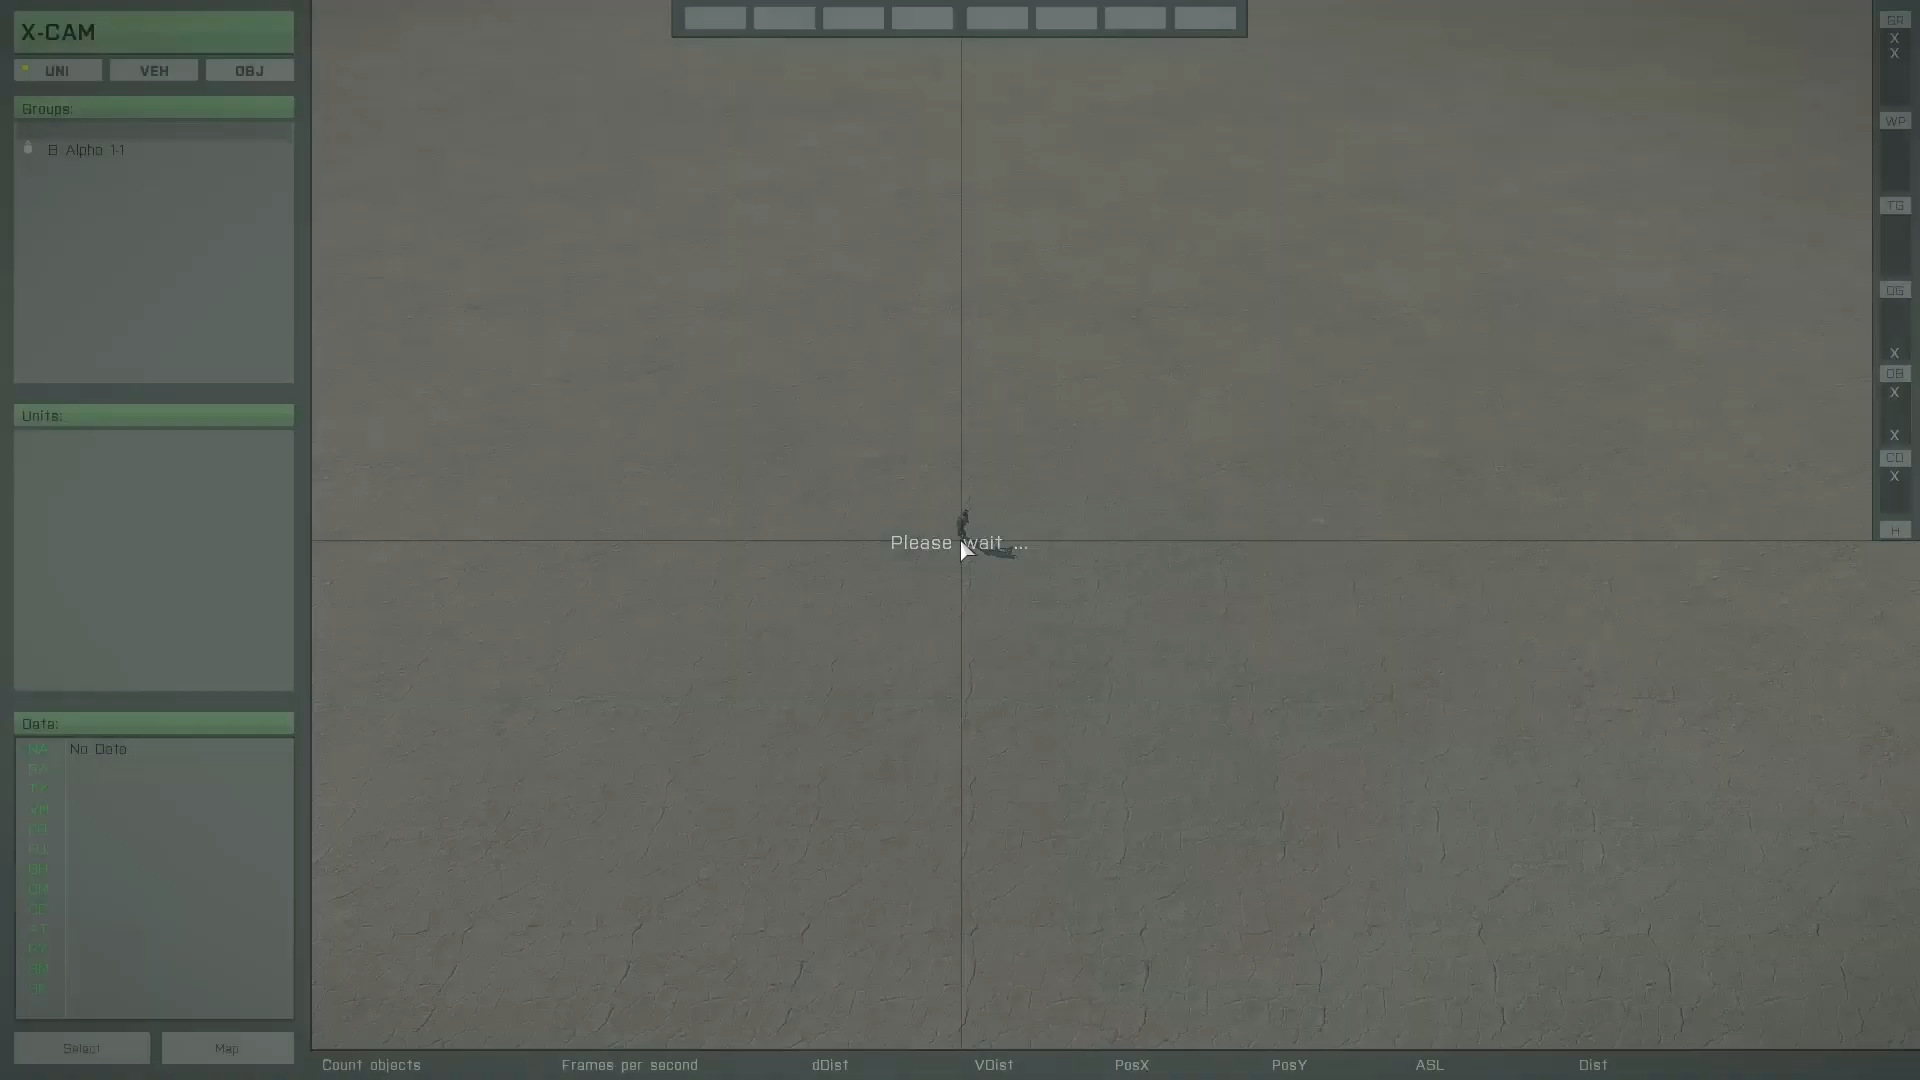 X-CAM
UNI VEH OBJ
Groups:
B Alpha 1-1
Units:
Data:
No Data
Select Map
Please wait ...
GR
X
X
WP
TG
OG
X
OB
X
X
CO
X
H
Count objects Frames per second dDist VDist PosX PosY ASL Dist